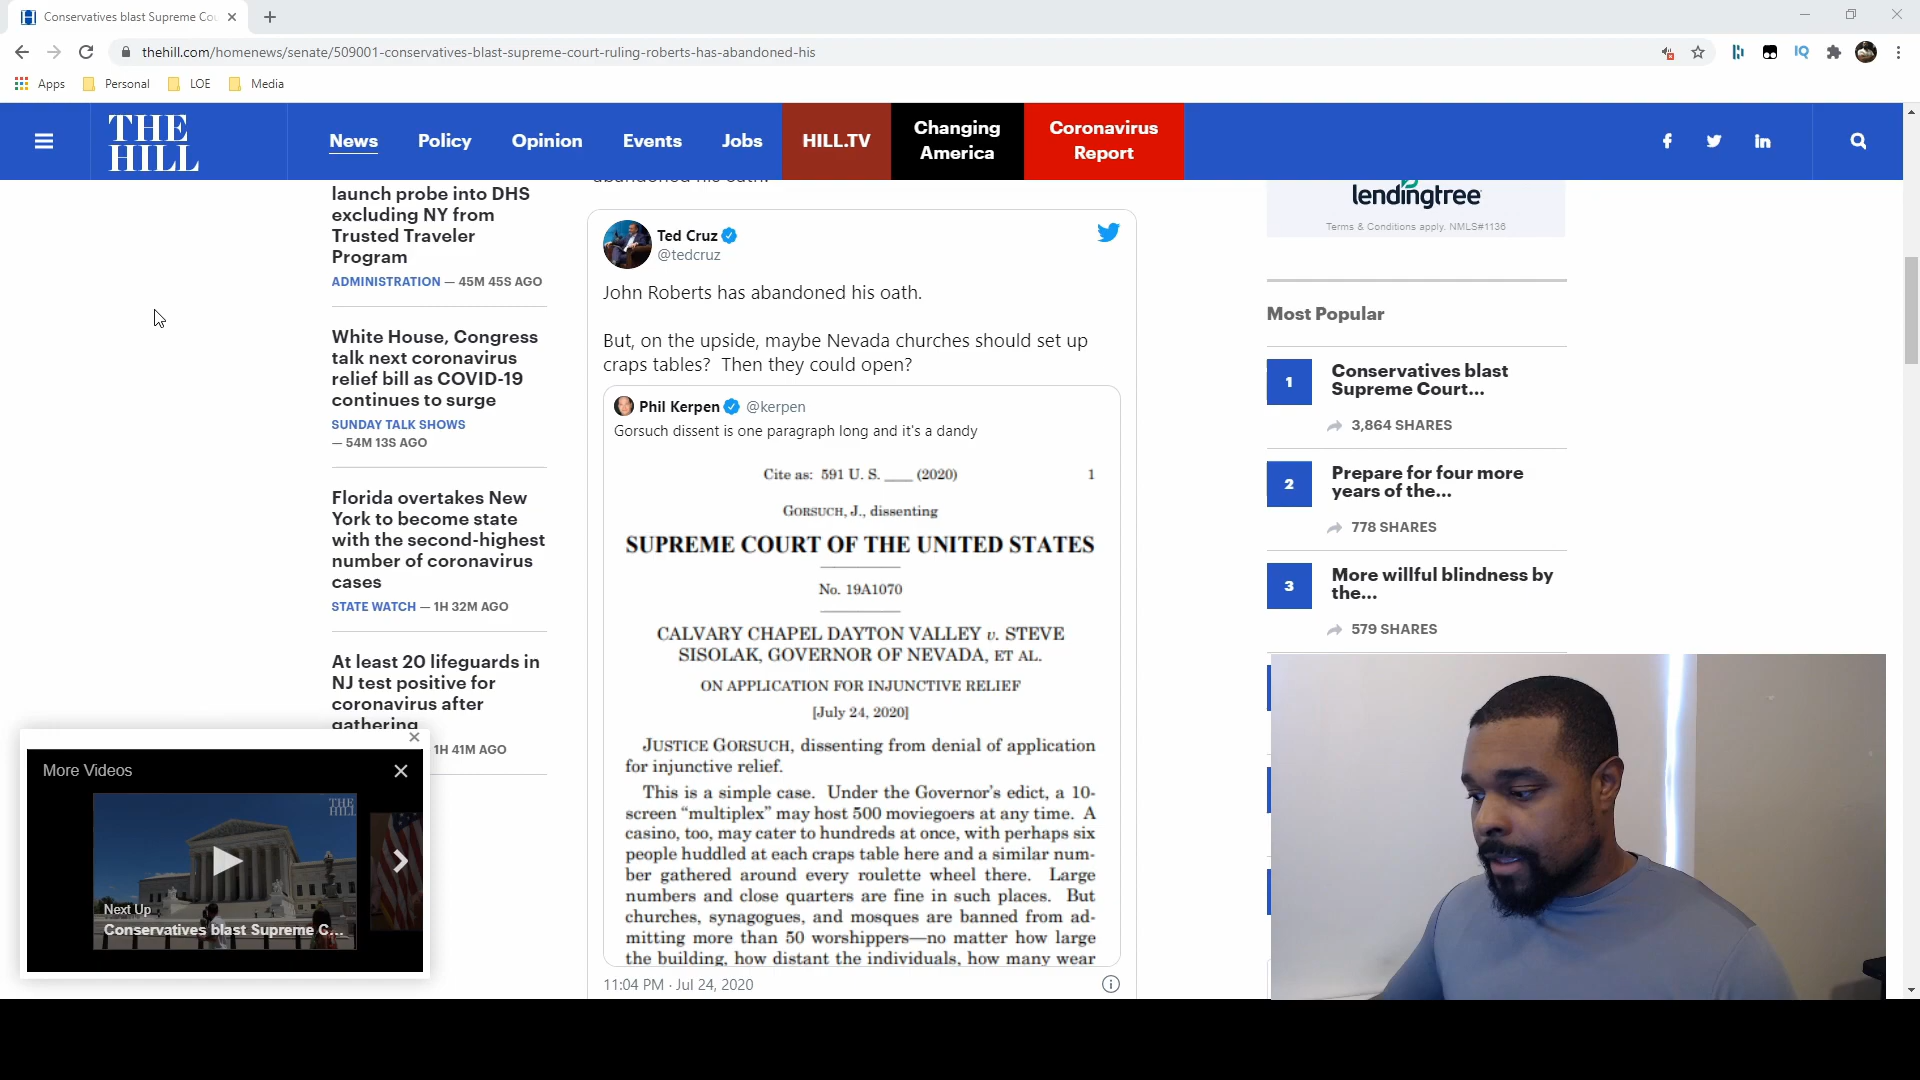 Conservatives blast Supreme Cou
thehill.com/homenews/senate/509001-conservatives-blast-supreme-court-ruling-roberts-has-abandoned-his
Apps
Personal
LOE
Media
THE
HILL
News
Policy
Opinion
Events
Jobs
HILL.TV
Changing
America
Coronavirus
Report
launch probe into DHS
excluding NY from
Trusted Traveler
Program
ADMINISTRATION — 45M 45S AGO
White House, Congress
talk next coronavirus
relief bill as COVID-19
continues to surge
SUNDAY TALK SHOWS
— 54M 13S AGO
Florida overtakes New
York to become state
with the second-highest
number of coronavirus
cases
STATE WATCH — 1H 32M AGO
At least 20 lifeguards in
NJ test positive for
coronavirus after
gathering
1H 41M AGO
More Videos
THE
HILL
Next Up
Conservatives blast Supreme C...
abandoned his oath.
Ted Cruz
@tedcruz
John Roberts has abandoned his oath.
But, on the upside, maybe Nevada churches should set up
craps tables? Then they could open?
Phil Kerpen @kerpen
Gorsuch dissent is one paragraph long and it's a dandy
Cite as: 591 U. S. ____ (2020) 1
GORSUCH, J., dissenting
SUPREME COURT OF THE UNITED STATES
No. 19A1070
CALVARY CHAPEL DAYTON VALLEY v. STEVE
SISOLAK, GOVERNOR OF NEVADA, ET AL.
ON APPLICATION FOR INJUNCTIVE RELIEF
[July 24, 2020]
JUSTICE GORSUCH, dissenting from denial of application
for injunctive relief.
This is a simple case. Under the Governor's edict, a 10-
screen “multiplex” may host 500 moviegoers at any time. A
casino, too, may cater to hundreds at once, with perhaps six
people huddled at each craps table here and a similar num-
ber gathered around every roulette wheel there. Large
numbers and close quarters are fine in such places. But
churches, synagogues, and mosques are banned from ad-
mitting more than 50 worshippers—no matter how large
the building, how distant the individuals, how many wear
11:04 PM · Jul 24, 2020
lendingtree
Terms & Conditions apply. NMLS#1136
Most Popular
1
Conservatives blast
Supreme Court...
3,864 SHARES
2
Prepare for four more
years of the...
778 SHARES
3
More willful blindness by
the...
579 SHARES